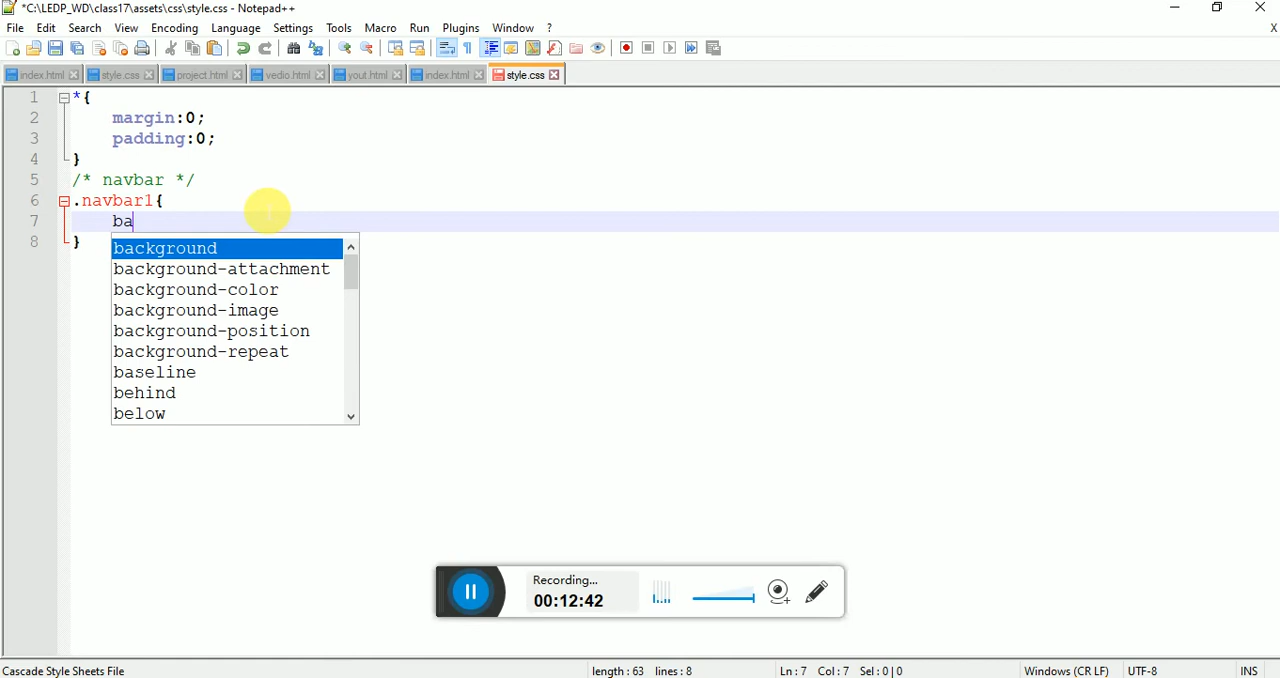 *C:\LEDP_WD\class17\assets\css\style.css - Notepad++
File Edit Search View Encoding Language Settings Tools Macro Run Plugins Window ? X
index.html style.css project.html vedio.html yout.html index.html style.css
1 *{
2 margin:0;
3 padding:0;
4 }
5 /* navbar */
6 .navbar1{
7 ba
8 }
background
background-attachment
background-color
background-image
background-position
background-repeat
baseline
behind
below
Recording...
00:12:42
Cascade Style Sheets File length : 63 lines : 8 Ln : 7 Col : 7 Sel : 0 | 0 Windows (CR LF) UTF-8 INS